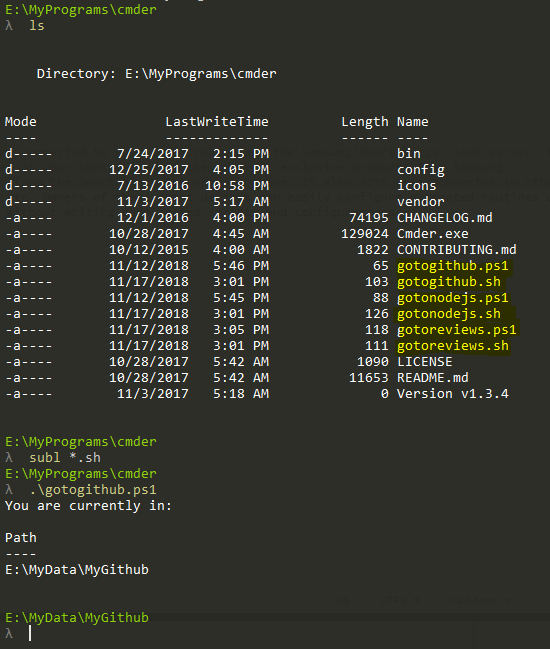 E:\MyPrograms\cmder
λ ls
Directory: E:\MyPrograms\cmder
Mode LastWriteTime Length Name
---- ------------- ------ ----
d----- 7/24/2017 2:15 PM bin
d----- 12/25/2017 4:05 PM config
d----- 7/13/2016 10:58 PM icons
d----- 11/3/2017 5:17 AM vendor
-a---- 12/1/2016 4:00 PM 74195 CHANGELOG.md
-a---- 10/28/2017 4:45 AM 129024 Cmder.exe
-a---- 10/12/2015 4:00 AM 1822 CONTRIBUTING.md
-a---- 11/12/2018 5:46 PM 65 gotogithub.ps1
-a---- 11/17/2018 3:01 PM 103 gotogithub.sh
-a---- 11/12/2018 5:45 PM 88 gotonodejs.ps1
-a---- 11/17/2018 3:01 PM 126 gotonodejs.sh
-a---- 11/17/2018 3:05 PM 118 gotoreviews.ps1
-a---- 11/17/2018 3:01 PM 111 gotoreviews.sh
-a---- 10/28/2017 5:42 AM 1090 LICENSE
-a---- 10/28/2017 5:42 AM 11653 README.md
-a---- 11/3/2017 5:18 AM 0 Version v1.3.4
E:\MyPrograms\cmder
λ subl *.sh
E:\MyPrograms\cmder
λ .\gotogithub.ps1
You are currently in:
Path
----
E:\MyData\MyGithub
E:\MyData\MyGithub
λ